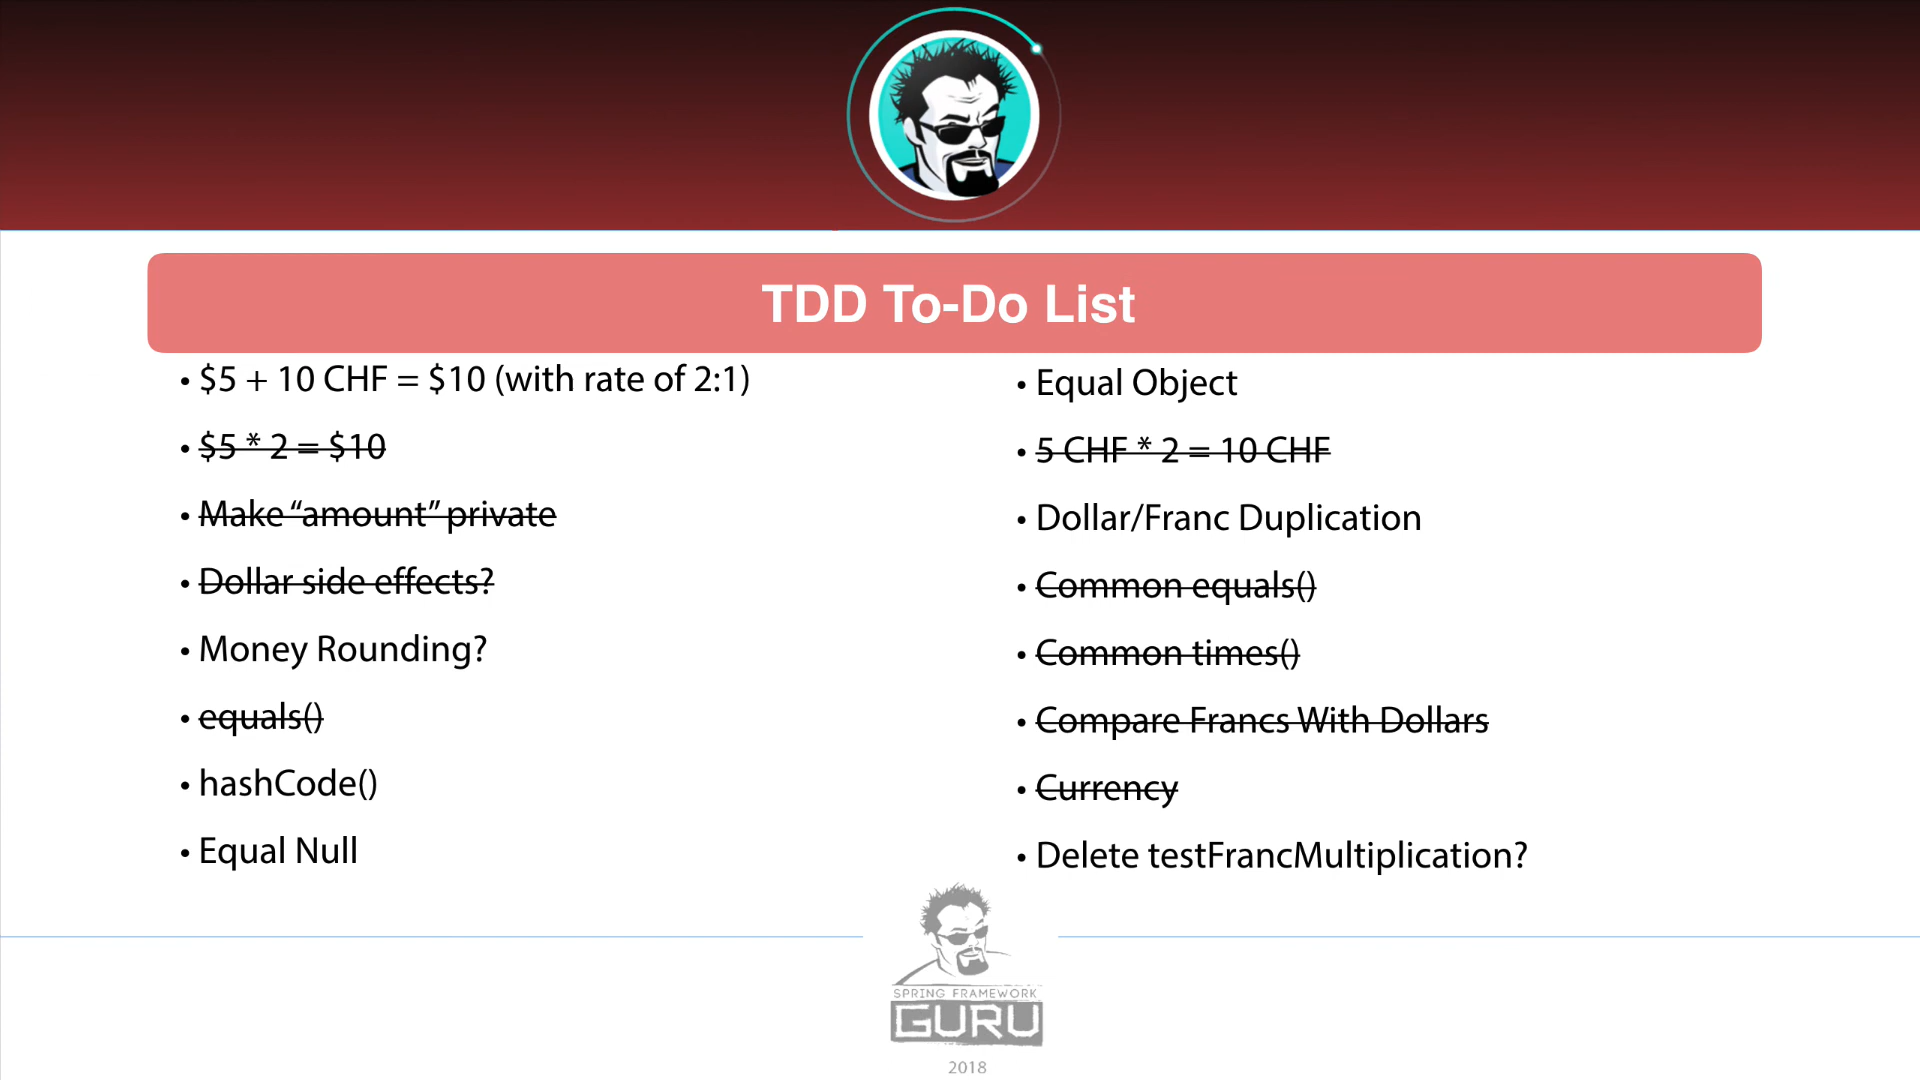 TDD To-Do List
• $5 + 10 CHF = $10 (with rate of 2:1)
• $5 * 2 = $10
• Make “amount” private
• Dollar side effects?
• Money Rounding?
• equals()
• hashCode()
• Equal Null
• Equal Object
• 5 CHF * 2 = 10 CHF
• Dollar/Franc Duplication
• Common equals()
• Common times()
• Compare Francs With Dollars
• Currency
• Delete testFrancMultiplication?
SPRING FRAMEWORK
GURU
2018